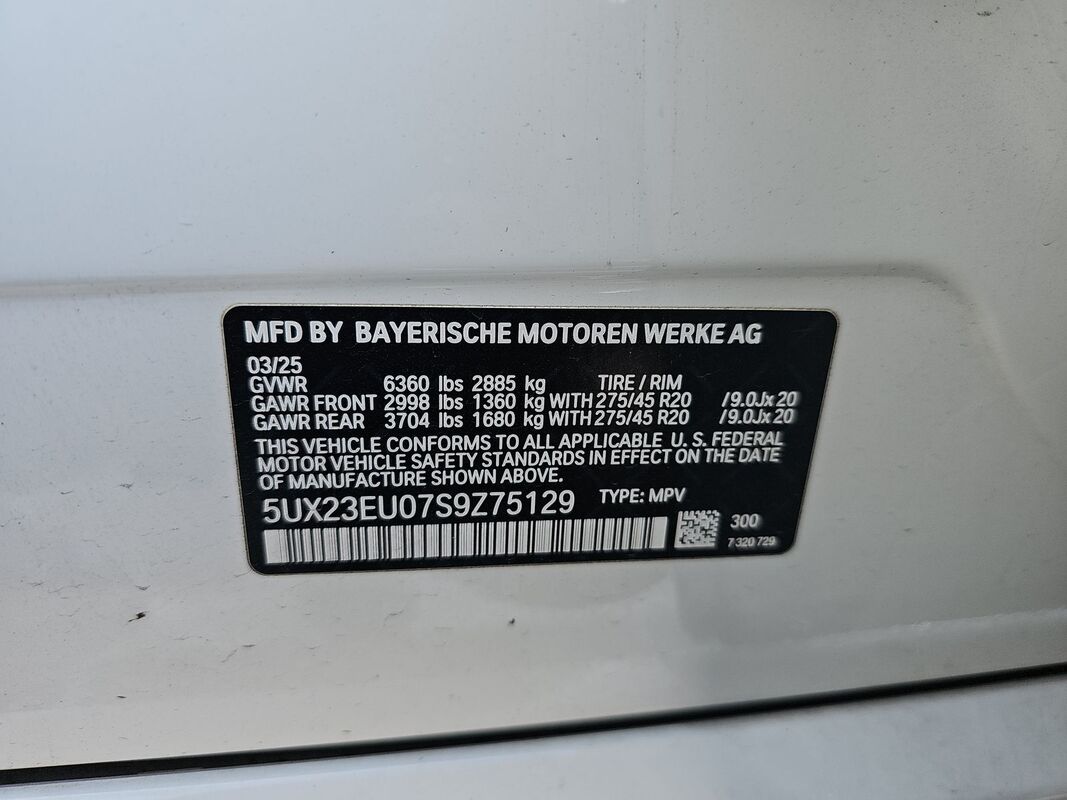 MFD BY BAYERISCHE MOTOREN WERKE AG
03/25
GVWR 6360 lbs 2885 kg TIRE / RIM
GAWR FRONT 2998 lbs 1360 kg WITH 275/45 R20 /9.0Jx20
GAWR REAR 3704 lbs 1680 kg WITH 275/45 R20 /9.0Jx20
THIS VEHICLE CONFORMS TO ALL APPLICABLE U.S. FEDERAL
MOTOR VEHICLE SAFETY STANDARDS IN EFFECT ON THE DATE
OF MANUFACTURE SHOWN ABOVE.
5UX23EU07S9Z75129 TYPE: MPV
300
7 320 729